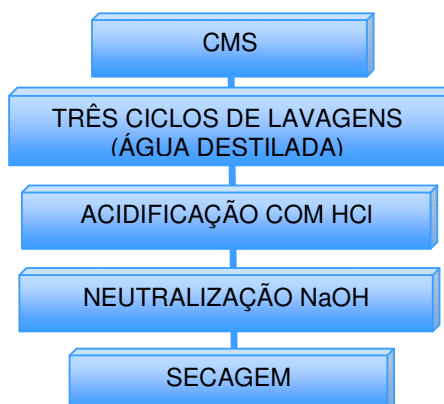 CMS
TRÊS CICLOS DE LAVAGENS
(ÁGUA DESTILADA)
ACIDIFICAÇÃO COM HCl
NEUTRALIZAÇÃO NaOH
SECAGEM